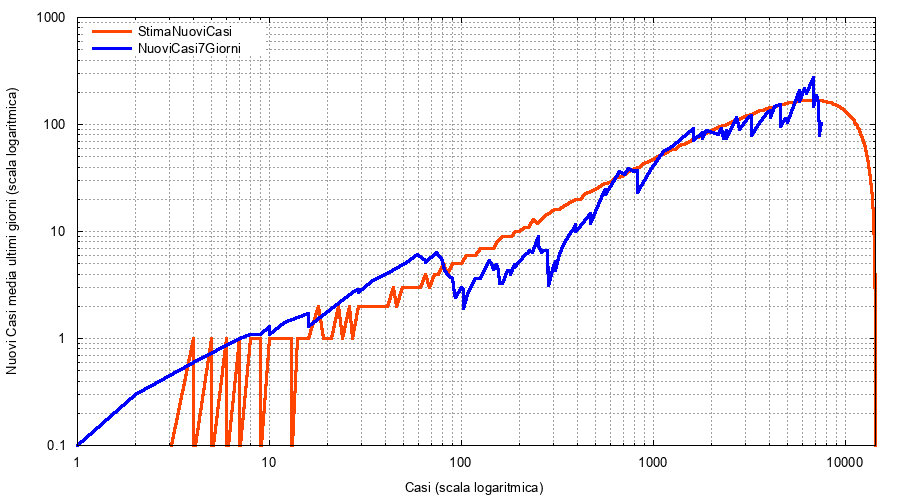 1000
StimaNuoviCasi
NuoviCasi7Giorni
100
10
1
0.1
Nuovi Casi media ultimi giorni (scala logaritmica)
1 10 100 1000 10000
Casi (scala logaritmica)